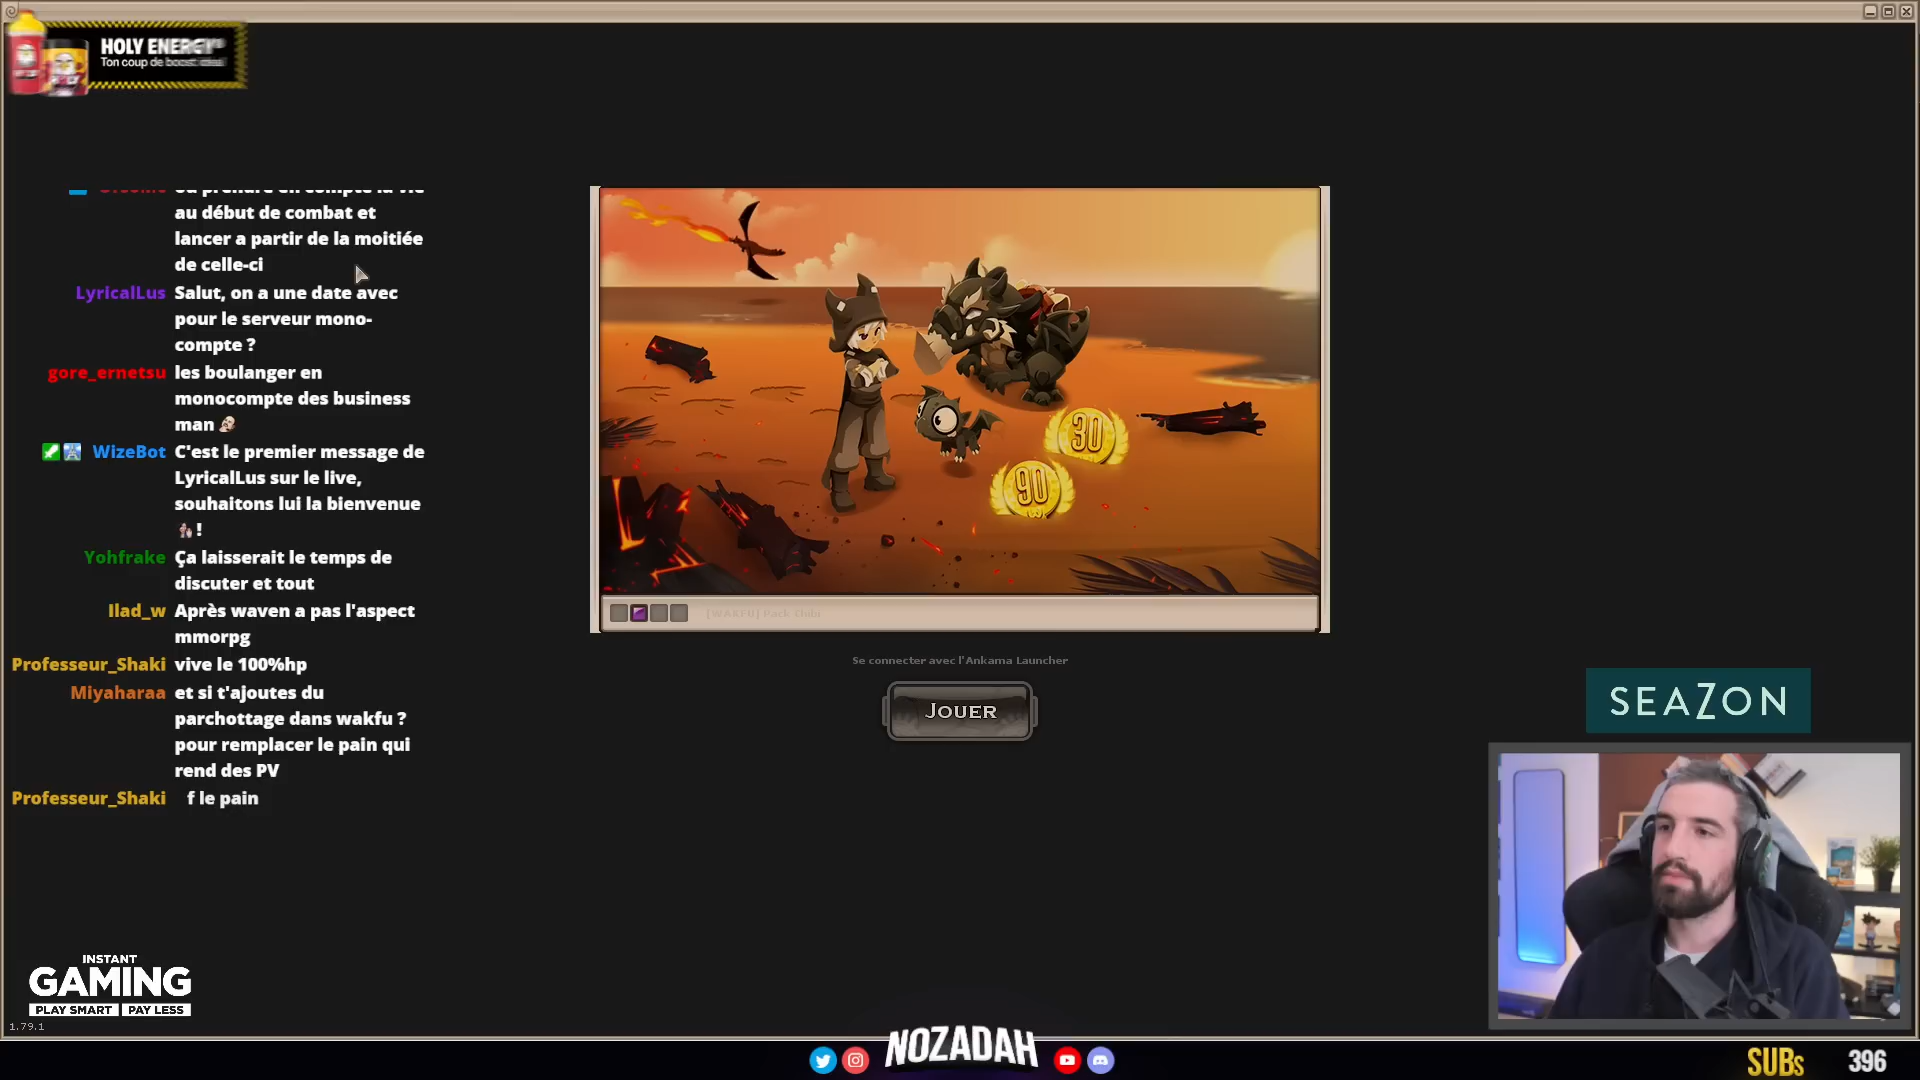 HOLY ENERGY
Ton coup de boost idéal
au début de combat et
lancer a partir de la moitiée
de celle-ci
LyricalLus Salut, on a une date avec
pour le serveur mono-
compte ?
gore_ernetsu les boulanger en
monocompte des business
man
WizeBot C'est le premier message de
LyricalLus sur le live,
souhaitons lui la bienvenue
!
Yohfrake Ça laisserait le temps de
discuter et tout
Ilad_w Après waven a pas l'aspect
mmorpg
Professeur_Shaki vive le 100%hp
Miyaharaa et si t'ajoutes du
parchottage dans wakfu ?
pour remplacer le pain qui
rend des PV
Professeur_Shaki f le pain
30
90
[WAKFU] Pack Ombr
Se connecter avec l'Ankama Launcher
JOUER
SEAZON
INSTANT
GAMING
PLAY SMART PAY LESS
1.79.1
NOZADAH
SUBs 396